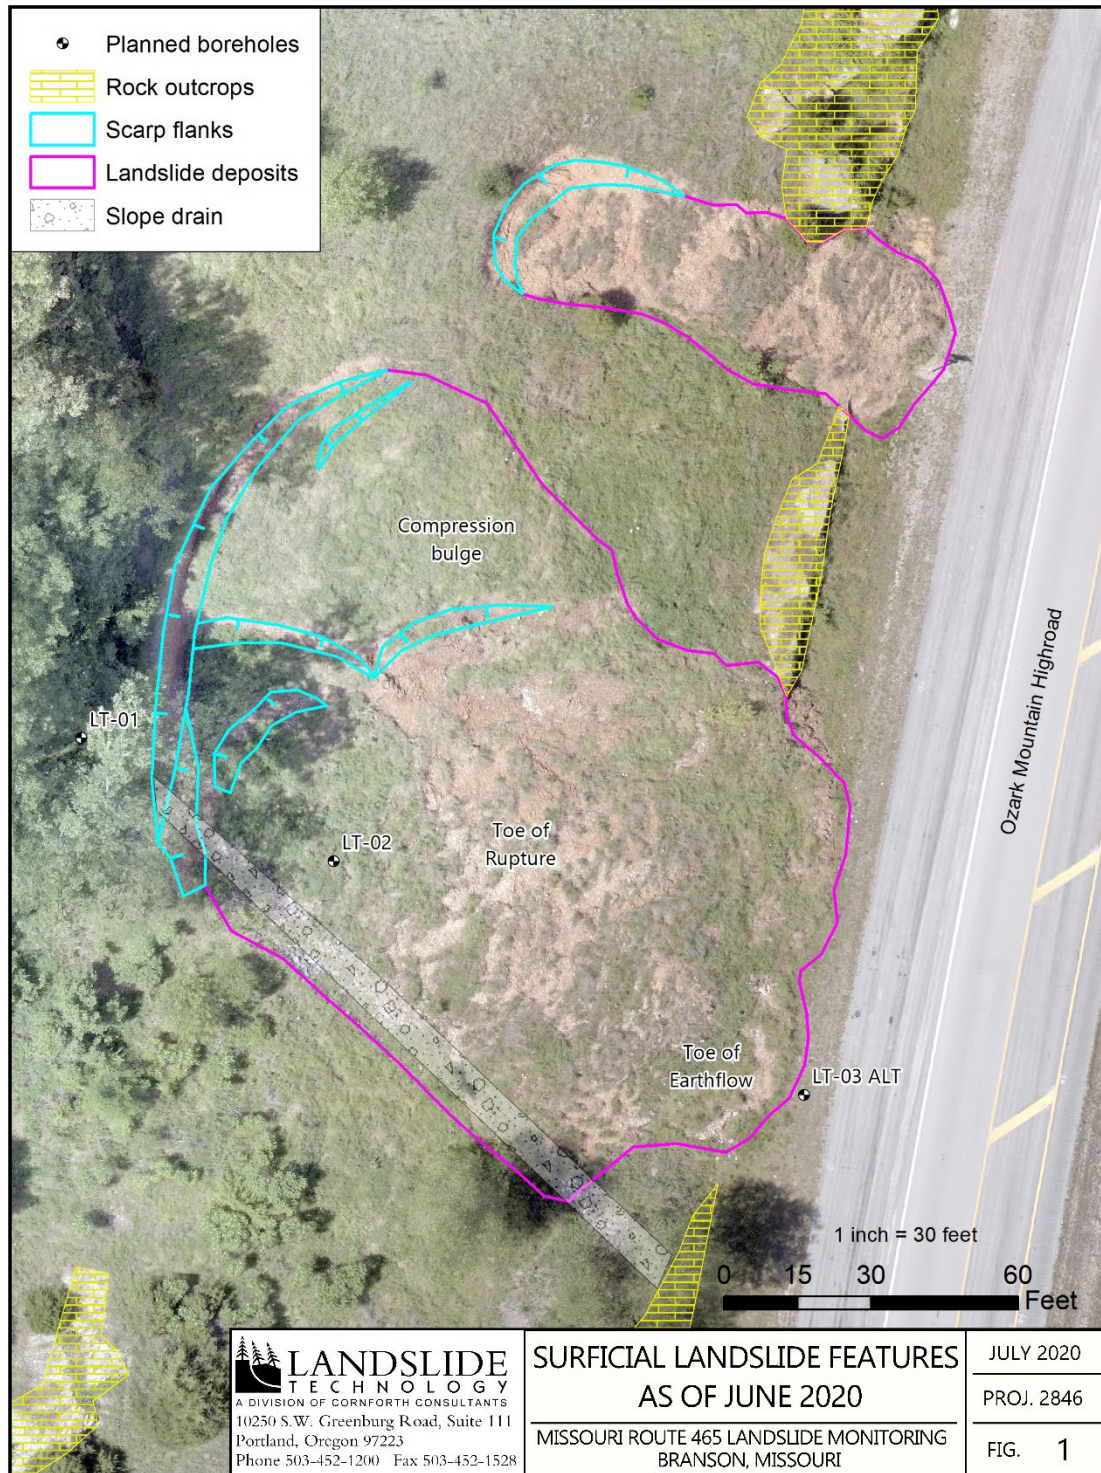 Planned boreholes
Rock outcrops
Scarp flanks
Landslide deposits
Slope drain
Compression
bulge
LT-01
LT-02
Toe of
Rupture
Ozark Mountain Highroad
Toe of
Earthflow
LT-03 ALT
1 inch = 30 feet
0 15 30 60
Feet
LANDSLIDE
TECHNOLOGY
A DIVISION OF CORNFORTH CONSULTANTS
10250 S.W. Greenburg Road, Suite 111
Portland, Oregon 97223
Phone 503-452-1200 Fax 503-452-1528
SURFICIAL LANDSLIDE FEATURES
AS OF JUNE 2020
MISSOURI ROUTE 465 LANDSLIDE MONITORING
BRANSON, MISSOURI
JULY 2020
PROJ. 2846
FIG. 1